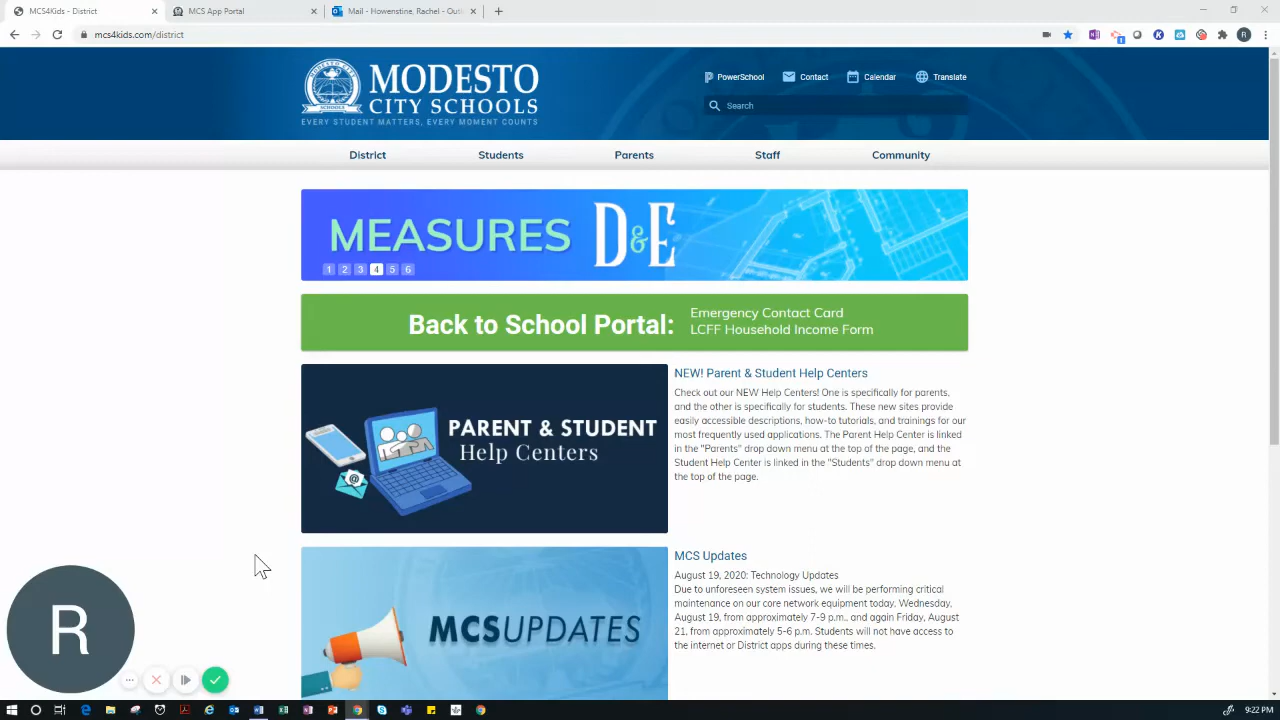 MCS4Kids - District
MCS App Portal
Mail - Howenstine, Rachel - Outl
mcs4kids.com/district
R
MODESTO
CITY SCHOOLS
EVERY STUDENT MATTERS, EVERY MOMENT COUNTS
PowerSchool
Contact
Calendar
Translate
Search
District
Students
Parents
Staff
Community
MEASURES D&E
1 2 3 4 5 6
Back to School Portal:
Emergency Contact Card
LCFF Household Income Form
PARENT & STUDENT
Help Centers
NEW! Parent & Student Help Centers
Check out our NEW Help Centers! One is specifically for parents,
and the other is specifically for students. These new sites provide
easily accessible descriptions, how-to tutorials, and trainings for our
most frequently used applications. The Parent Help Center is linked
in the "Parents" drop down menu at the top of the page, and the
Student Help Center is linked in the "Students" drop down menu at
the top of the page.
MCSUPDATES
MCS Updates
August 19, 2020: Technology Updates
Due to unforeseen system issues, we will be performing critical
maintenance on our core network equipment today. Wednesday,
August 19, from approximately 7-9 p.m.. and again Friday, August
21, from approximately 5-6 p.m. Students will not have access to
the internet or District apps during these times.
R
9:22 PM